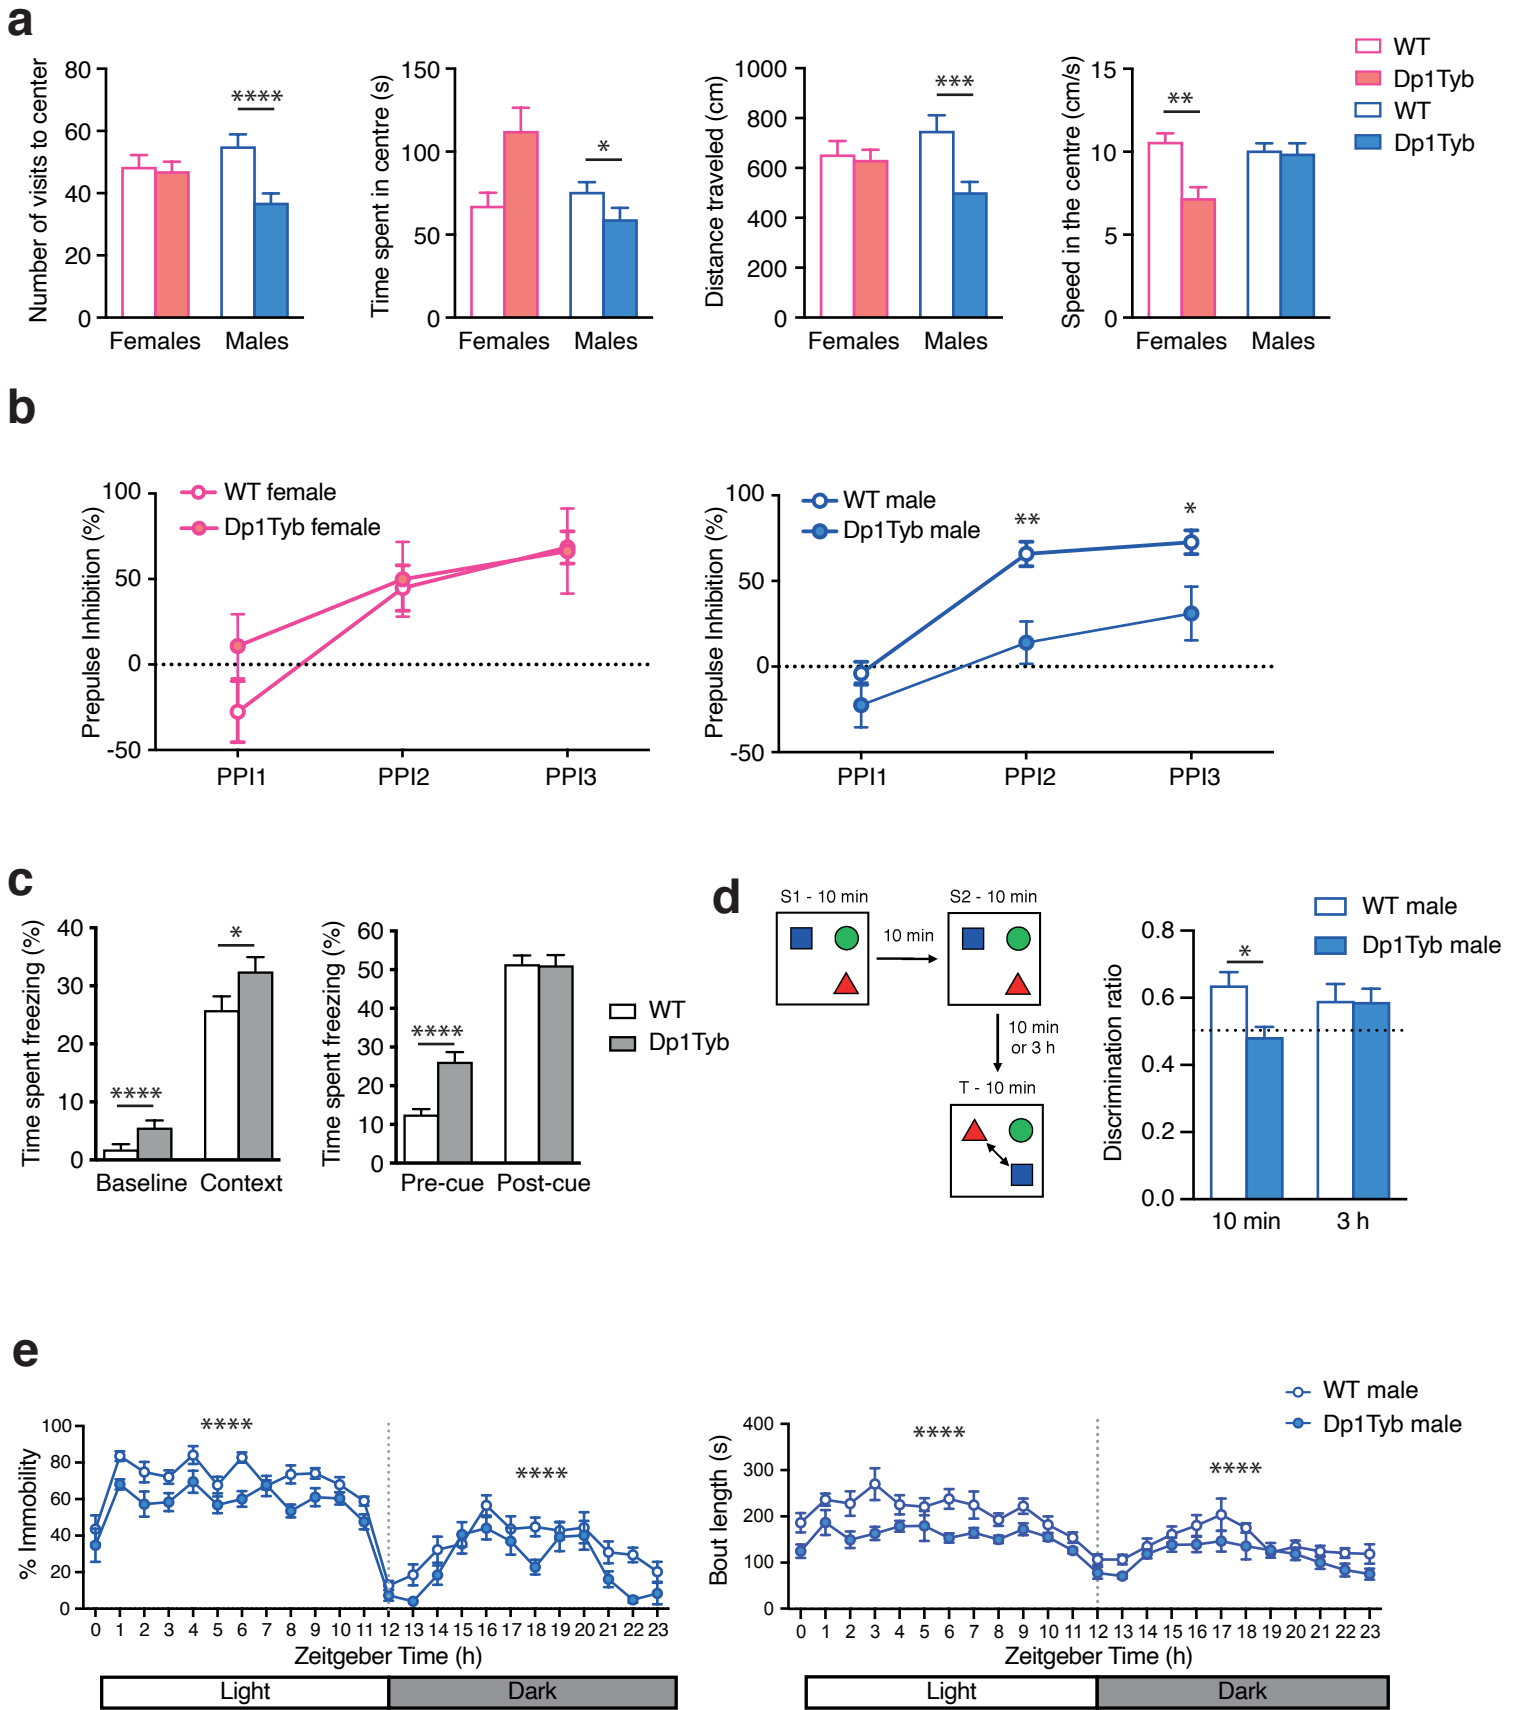 a
Number of visits to center
80
60
40
20
0
****
Females
Males
Time spent in centre (s)
150
100
50
0
*
Females
Males
Distance traveled (cm)
1000
800
600
400
200
0
***
Females
Males
Speed in the centre (cm/s)
15
10
5
0
**
Females
Males
WT
Dp1Tyb
WT
Dp1Tyb
b
Prepulse Inhibition (%)
100
50
0
-50
WT female
Dp1Tyb female
PPI1
PPI2
PPI3
Prepulse Inhibition (%)
100
50
0
-50
WT male
Dp1Tyb male
**
*
PPI1
PPI2
PPI3
c
Time spent freezing (%)
40
30
20
10
0
****
*
Baseline
Context
Time spent freezing (%)
60
50
40
30
20
10
0
****
Pre-cue
Post-cue
WT
Dp1Tyb
d
S1 - 10 min
10 min
S2 - 10 min
10 min
or 3 h
T - 10 min
WT male
Dp1Tyb male
Discrimination ratio
0.8
0.6
0.4
0.2
0.0
*
10 min
3 h
e
% Immobility
100
80
60
40
20
0
****
****
0 1 2 3 4 5 6 7 8 9 10 11 12 13 14 15 16 17 18 19 20 21 22 23
Zeitgeber Time (h)
Light
Dark
WT male
Dp1Tyb male
Bout length (s)
400
300
200
100
0
****
****
0 1 2 3 4 5 6 7 8 9 10 11 12 13 14 15 16 17 18 19 20 21 22 23
Zeitgeber Time (h)
Light
Dark